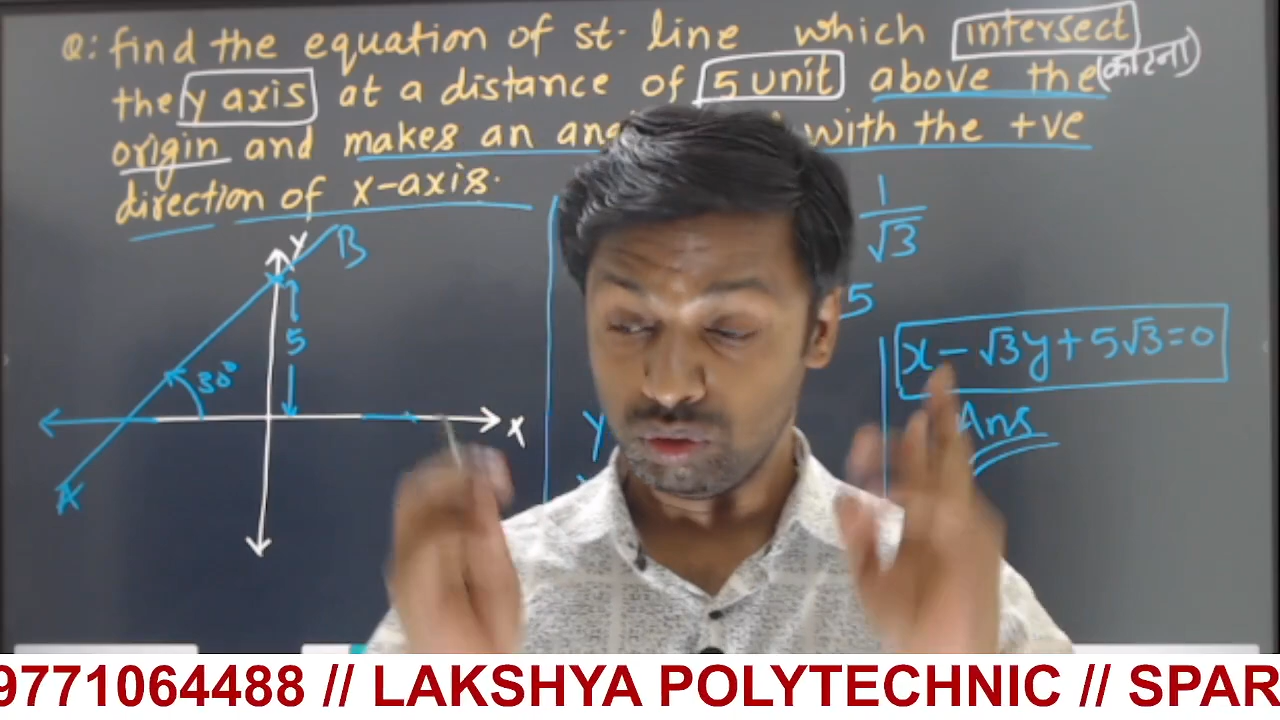 Q: find the equation of st. line which intersect
the y axis at a distance of 5 unit above the (काटना)
origin and makes an with the +ve
direction of x-axis.
Y
B
5
30°
X
A
1
√3
5
y
x - √3y + 5√3 = 0
Ans
9771064488 // LAKSHYA POLYTECHNIC // SPAR